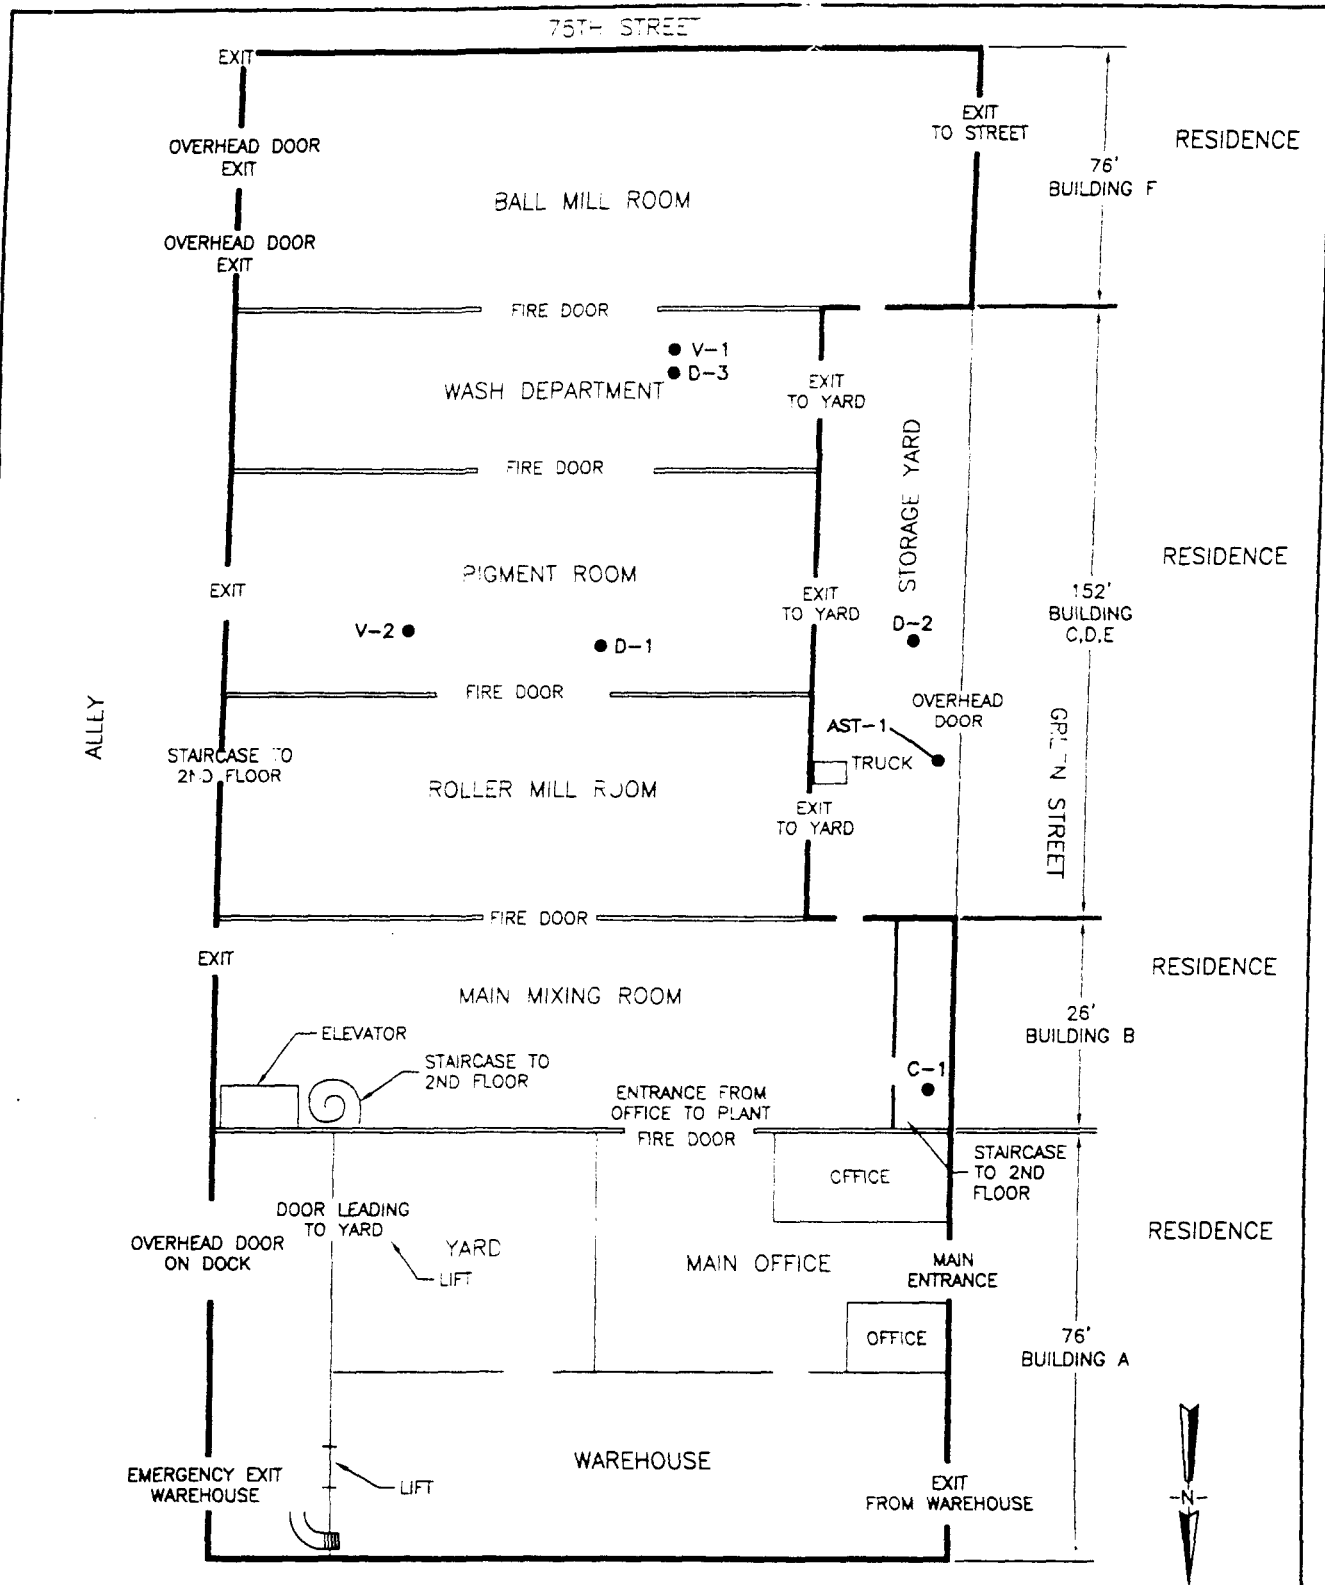 75TH STREET
EXIT
EXIT
TO STREET
RESIDENCE
OVERHEAD DOOR
EXIT
76'
BUILDING F
BALL MILL ROOM
OVERHEAD DOOR
EXIT
FIRE DOOR
V-1
D-3
WASH DEPARTMENT
EXIT
TO YARD
STORAGE YARD
FIRE DOOR
RESIDENCE
PIGMENT ROOM
EXIT
EXIT
TO YARD
152'
BUILDING
C,D,E
V-2
D-1
D-2
FIRE DOOR
OVERHEAD
DOOR
ALLEY
AST-1
STREET
STAIRCASE TO
2ND FLOOR
TRUCK
ROLLER MILL ROOM
EXIT
TO YARD
FIRE DOOR
EXIT
RESIDENCE
MAIN MIXING ROOM
26'
BUILDING B
ELEVATOR
STAIRCASE TO
2ND FLOOR
C-1
ENTRANCE FROM
OFFICE TO PLANT
FIRE DOOR
STAIRCASE
TO 2ND
FLOOR
OFFICE
DOOR LEADING
TO YARD
RESIDENCE
OVERHEAD DOOR
ON DOCK
YARD
LIFT
MAIN OFFICE
MAIN
ENTRANCE
OFFICE
76'
BUILDING A
WAREHOUSE
EMERGENCY EXIT
WAREHOUSE
LIFT
EXIT
FROM WAREHOUSE
-N-